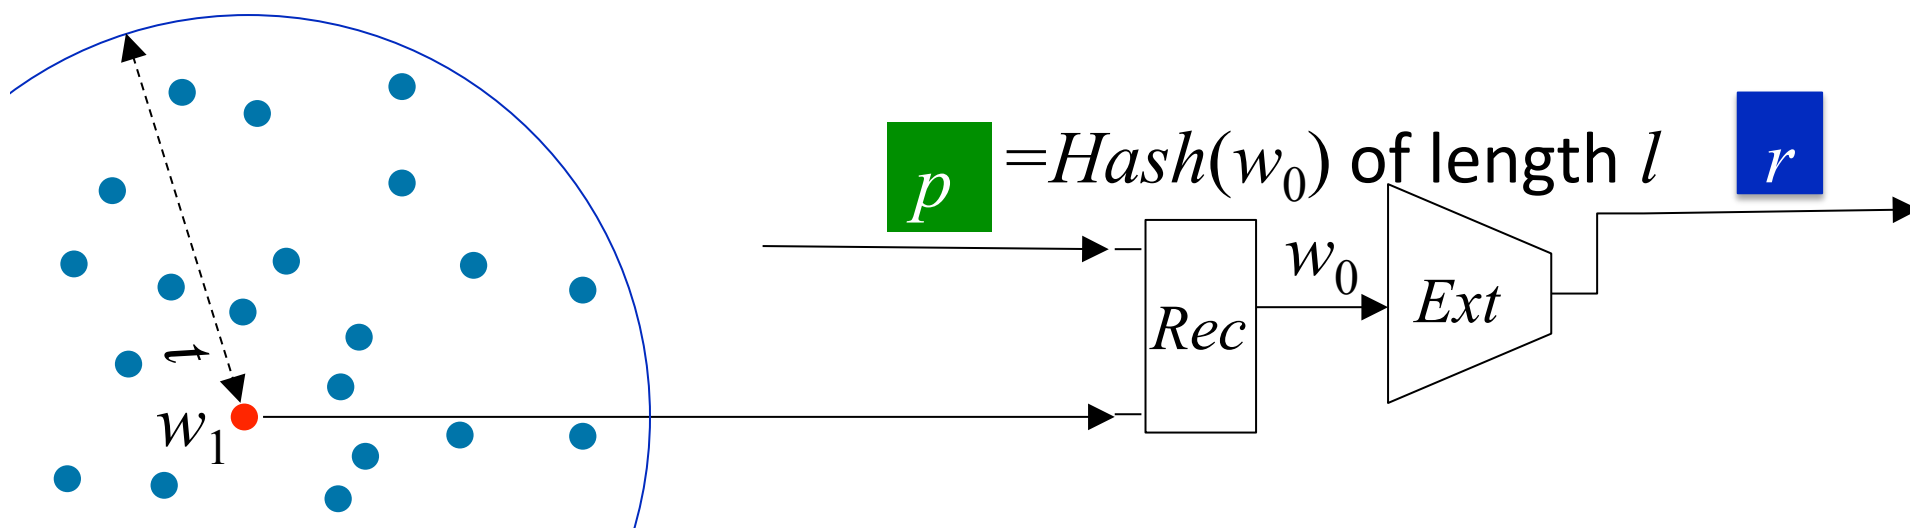 p =Hash(w₀) of length l
r
w₀
Rec
Ext
t
w₁